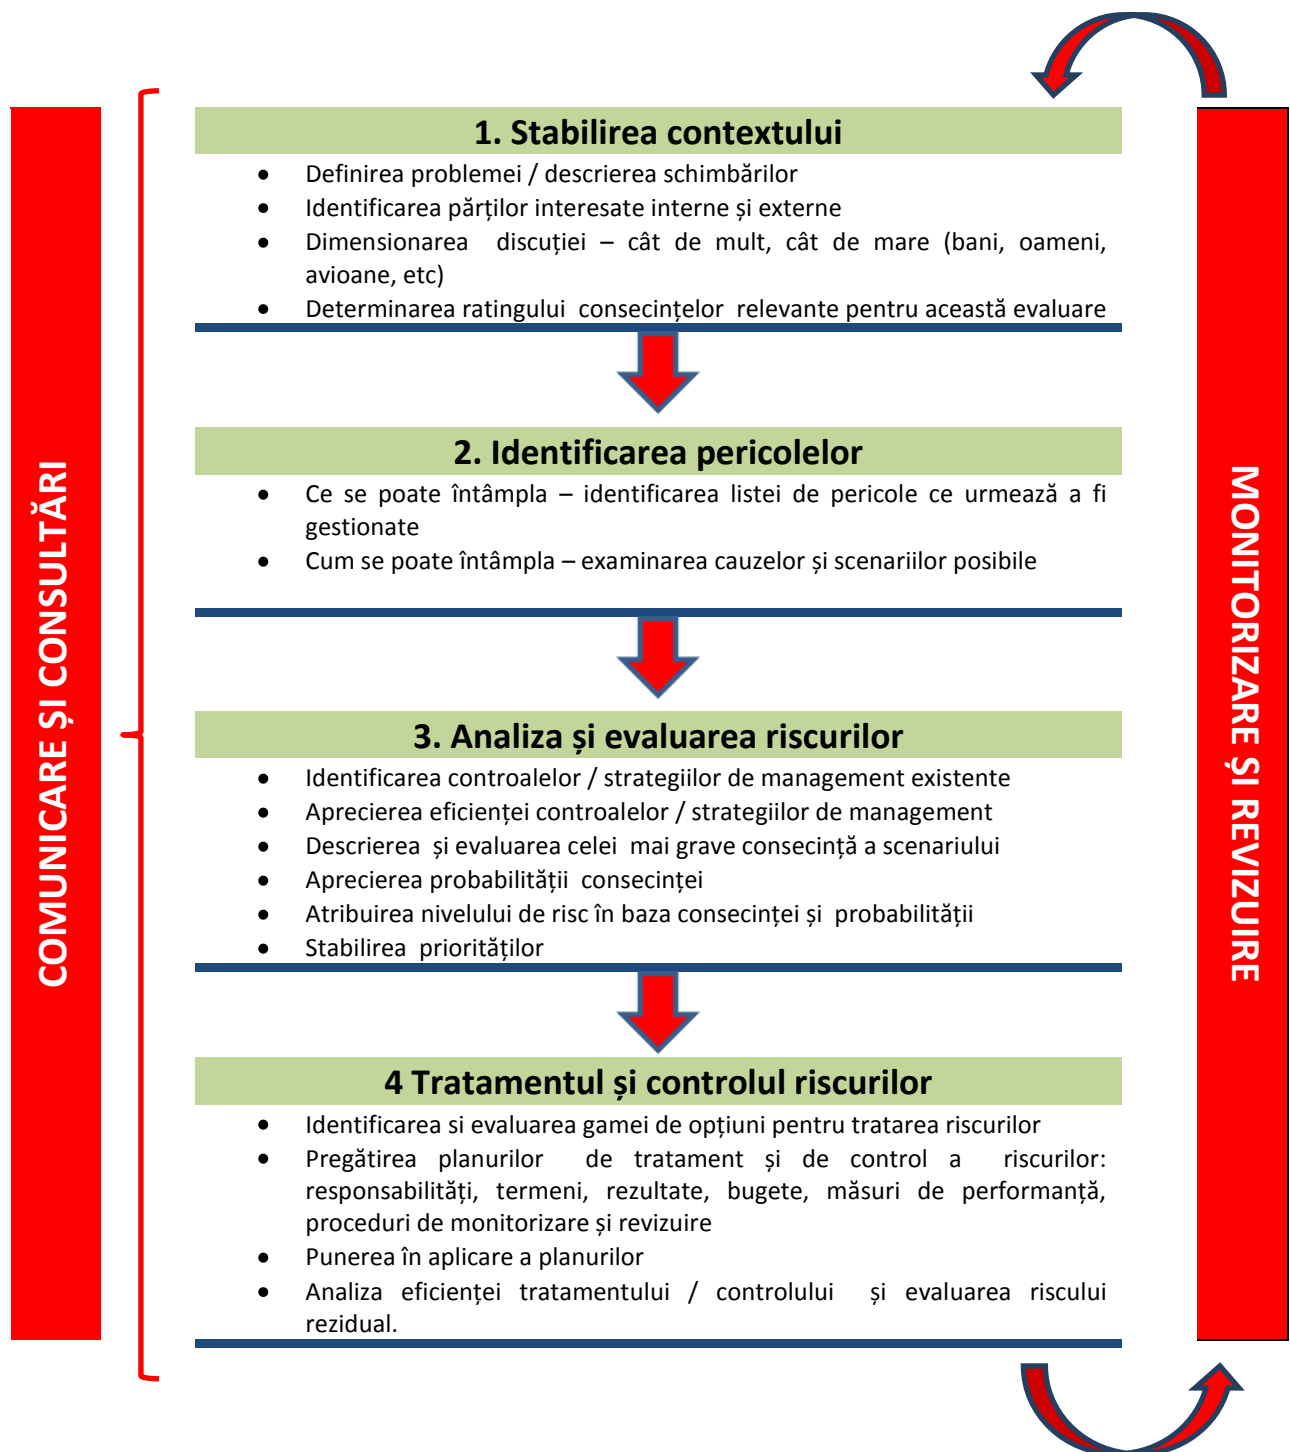 COMUNICARE ȘI CONSULTĂRI
1. Stabilirea contextului
• Definirea problemei / descrierea schimbărilor
• Identificarea părților interesate interne și externe
• Dimensionarea discuției – cât de mult, cât de mare (bani, oameni,
avioane, etc)
• Determinarea ratingului consecințelor relevante pentru această evaluare
2. Identificarea pericolelor
• Ce se poate întâmpla – identificarea listei de pericole ce urmează a fi
gestionate
• Cum se poate întâmpla – examinarea cauzelor și scenariilor posibile
3. Analiza și evaluarea riscurilor
• Identificarea controalelor / strategiilor de management existente
• Aprecierea eficienței controalelor / strategiilor de management
• Descrierea și evaluarea celei mai grave consecință a scenariului
• Aprecierea probabilității consecinței
• Atribuirea nivelului de risc în baza consecinței și probabilității
• Stabilirea priorităților
4 Tratamentul și controlul riscurilor
• Identificarea si evaluarea gamei de opțiuni pentru tratarea riscurilor
• Pregătirea planurilor de tratament și de control a riscurilor:
responsabilități, termeni, rezultate, bugete, măsuri de performanță,
proceduri de monitorizare și revizuire
• Punerea în aplicare a planurilor
• Analiza eficienței tratamentului / controlului și evaluarea riscului
rezidual.
MONITORIZARE ȘI REVIZUIRE